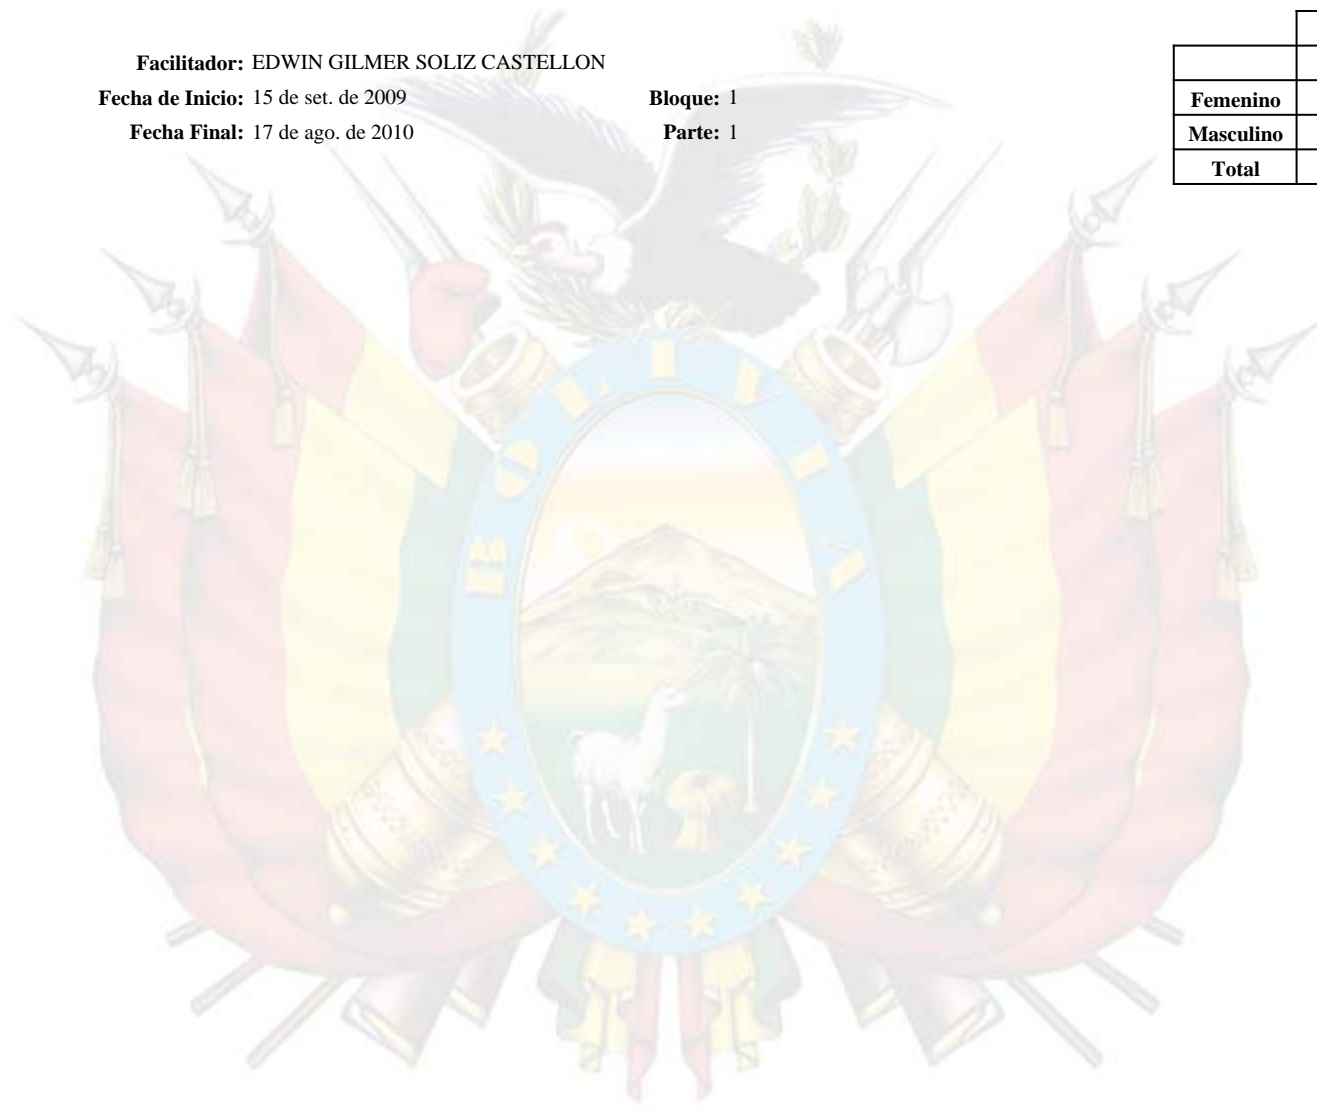 Facilitador: EDWIN GILMER SOLIZ CASTELLON
Fecha de Inicio: 15 de set. de 2009 Bloque: 1
Fecha Final: 17 de ago. de 2010 Parte: 1
Femenino
Masculino
Total
BOLIVIA